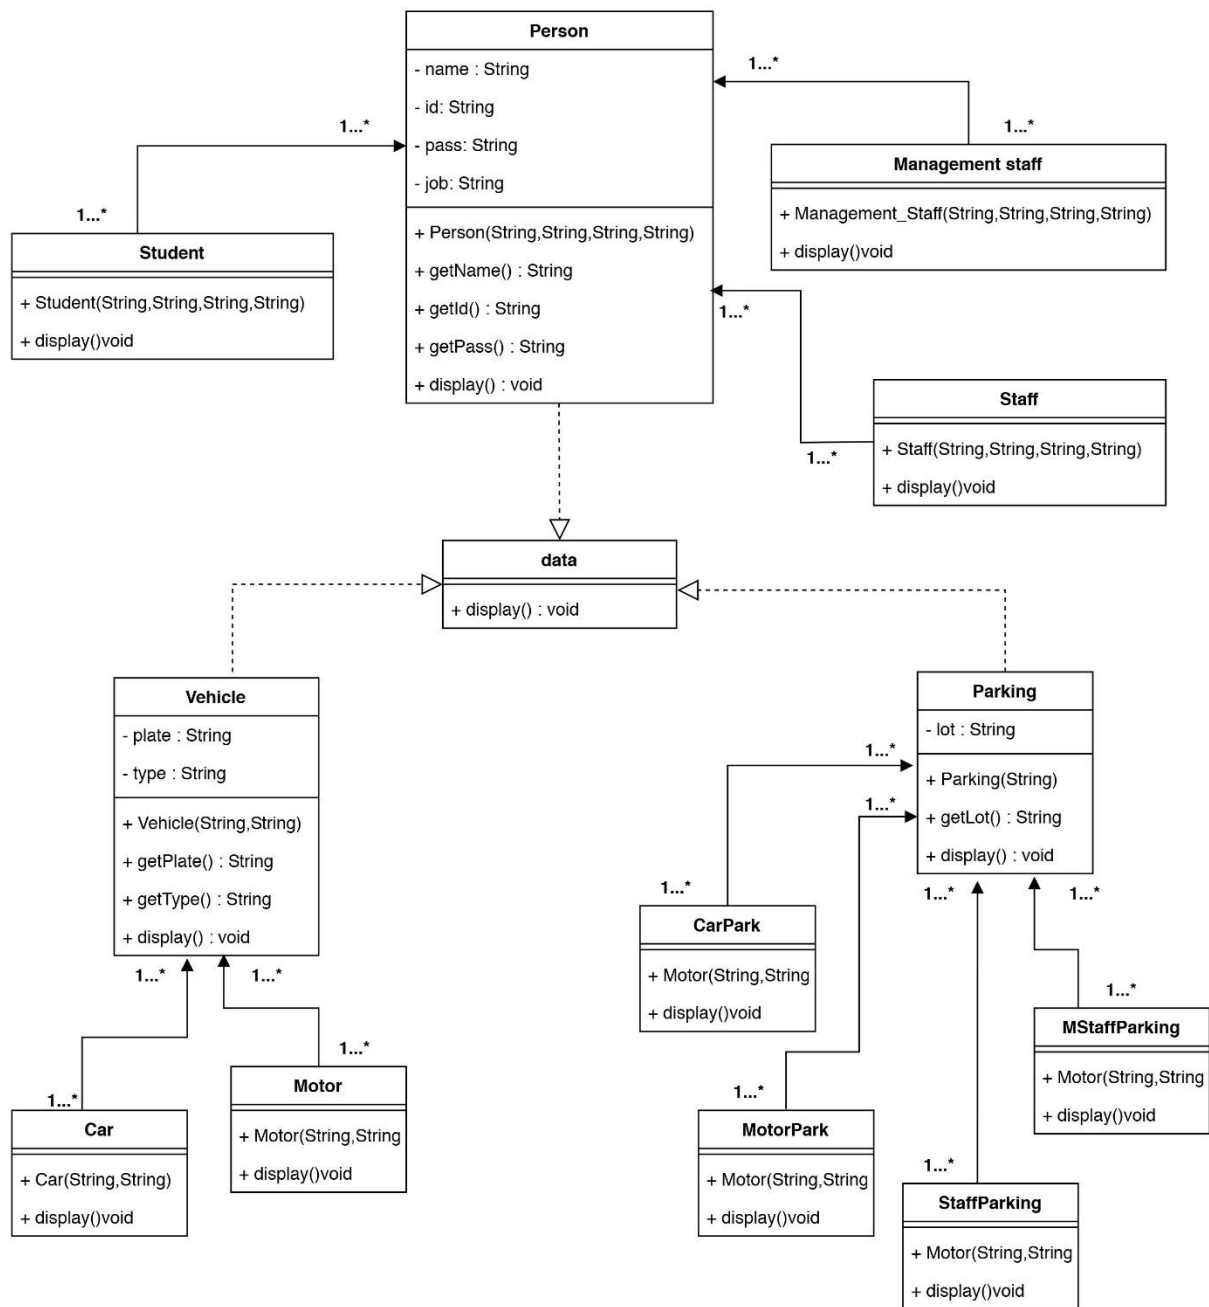 Person
- name : String
- id: String
- pass: String
- job: String
+ Person(String,String,String,String)
+ getName() : String
+ getId() : String
+ getPass() : String
+ display() : void
1...*
1...*
Student
+ Student(String,String,String,String)
+ display()void
1...*
1...*
Management staff
+ Management_Staff(String,String,String,String)
+ display()void
1...*
1...*
Staff
+ Staff(String,String,String,String)
+ display()void
data
+ display() : void
Vehicle
- plate : String
- type : String
+ Vehicle(String,String)
+ getPlate() : String
+ getType() : String
+ display() : void
1...*
1...*
1...*
Car
+ Car(String,String)
+ display()void
1...*
Motor
+ Motor(String,String
+ display()void
Parking
- lot : String
+ Parking(String)
+ getLot() : String
+ display() : void
1...*
1...*
1...*
1...*
1...*
CarPark
+ Motor(String,String
+ display()void
1...*
MotorPark
+ Motor(String,String
+ display()void
1...*
MStaffParking
+ Motor(String,String
+ display()void
1...*
StaffParking
+ Motor(String,String
+ display()void